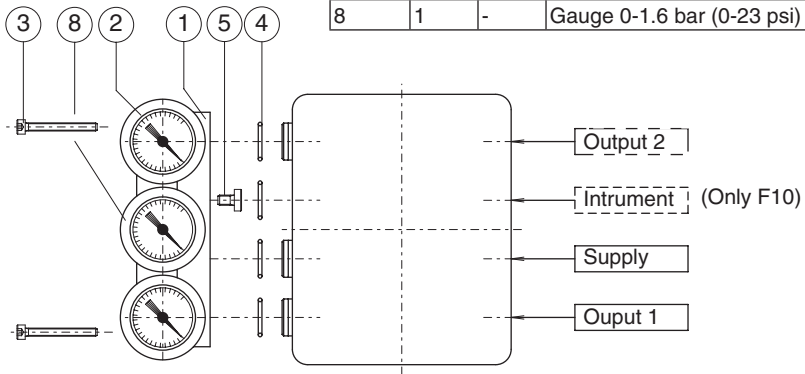 8 1 - Gauge 0-1.6 bar (0-23 psi)
3 8 2 1 5 4
Output 2
Intrument (Only F10)
Supply
Ouput 1